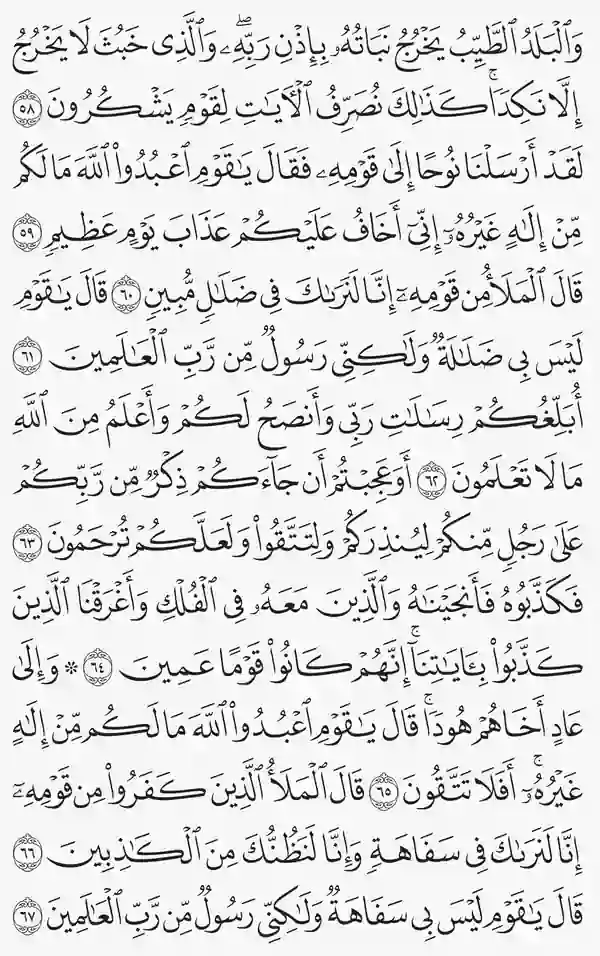 وَٱلْبَلَدُ ٱلطَّيِّبُ يَخْرُجُ نَبَاتُهُۥ بِإِذْنِ رَبِّهِۦۖ وَٱلَّذِى خَبُثَ لَا يَخْرُجُ
إِلَّا نَكِدًاۚ كَذَٰلِكَ نُصَرِّفُ ٱلْـَٔايَـٰتِ لِقَوْمٍ يَشْكُرُونَ ٥٨
لَقَدْ أَرْسَلْنَا نُوحًا إِلَىٰ قَوْمِهِۦ فَقَالَ يَـٰقَوْمِ ٱعْبُدُوا۟ ٱللَّهَ مَا لَكُم
مِّنْ إِلَـٰهٍ غَيْرُهُۥٓ إِنِّىٓ أَخَافُ عَلَيْكُمْ عَذَابَ يَوْمٍ عَظِيمٍ ٥٩
قَالَ ٱلْمَلَأُ مِن قَوْمِهِۦٓ إِنَّا لَنَرَىٰكَ فِى ضَلَـٰلٍ مُّبِينٍ ٦٠ قَالَ يَـٰقَوْمِ
لَيْسَ بِى ضَلَـٰلَةٌ وَلَـٰكِنِّى رَسُولٌ مِّن رَّبِّ ٱلْعَـٰلَمِينَ ٦١
أُبَلِّغُكُمْ رِسَـٰلَـٰتِ رَبِّى وَأَنصَحُ لَكُمْ وَأَعْلَمُ مِنَ ٱللَّهِ
مَا لَا تَعْلَمُونَ ٦٢ أَوَعَجِبْتُمْ أَن جَآءَكُمْ ذِكْرٌ مِّن رَّبِّكُمْ
عَلَىٰ رَجُلٍ مِّنكُمْ لِيُنذِرَكُمْ وَلِتَتَّقُوا۟ وَلَعَلَّكُمْ تُرْحَمُونَ ٦٣
فَكَذَّبُوهُ فَأَنجَيْنَـٰهُ وَٱلَّذِينَ مَعَهُۥ فِى ٱلْفُلْكِ وَأَغْرَقْنَا ٱلَّذِينَ
كَذَّبُوا۟ بِـَٔايَـٰتِنَآۚ إِنَّهُمْ كَانُوا۟ قَوْمًا عَمِينَ ٦٤ * وَإِلَىٰ
عَادٍ أَخَاهُمْ هُودًاۚ قَالَ يَـٰقَوْمِ ٱعْبُدُوا۟ ٱللَّهَ مَا لَكُم مِّنْ إِلَـٰهٍ
غَيْرُهُۥٓۚ أَفَلَا تَتَّقُونَ ٦٥ قَالَ ٱلْمَلَأُ ٱلَّذِينَ كَفَرُوا۟ مِن قَوْمِهِۦٓ
إِنَّا لَنَرَىٰكَ فِى سَفَاهَةٍ وَإِنَّا لَنَظُنُّكَ مِنَ ٱلْكَـٰذِبِينَ ٦٦
قَالَ يَـٰقَوْمِ لَيْسَ بِى سَفَاهَةٌ وَلَـٰكِنِّى رَسُولٌ مِّن رَّبِّ ٱلْعَـٰلَمِينَ ٦٧